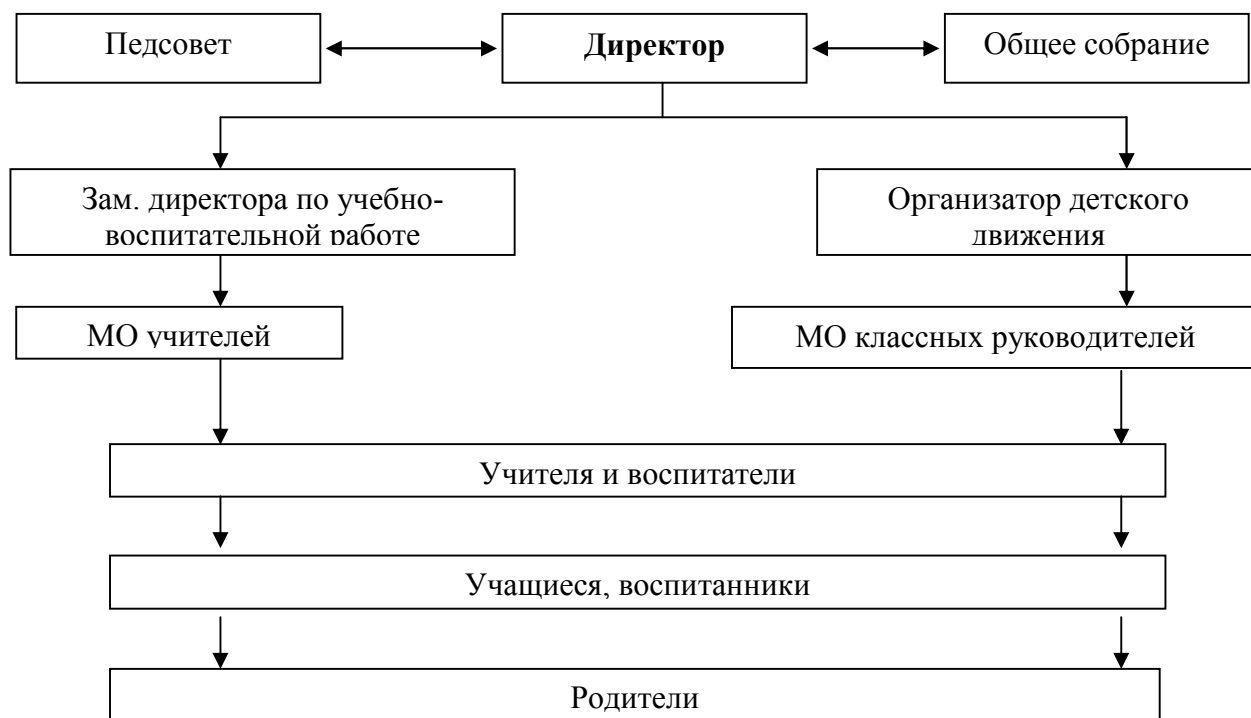 Педсовет
Директор
Общее собрание
Зам. директора по учебно-
воспитательной работе
Организатор детского
движения
МО учителей
МО классных руководителей
Учителя и воспитатели
Учащиеся, воспитанники
Родители